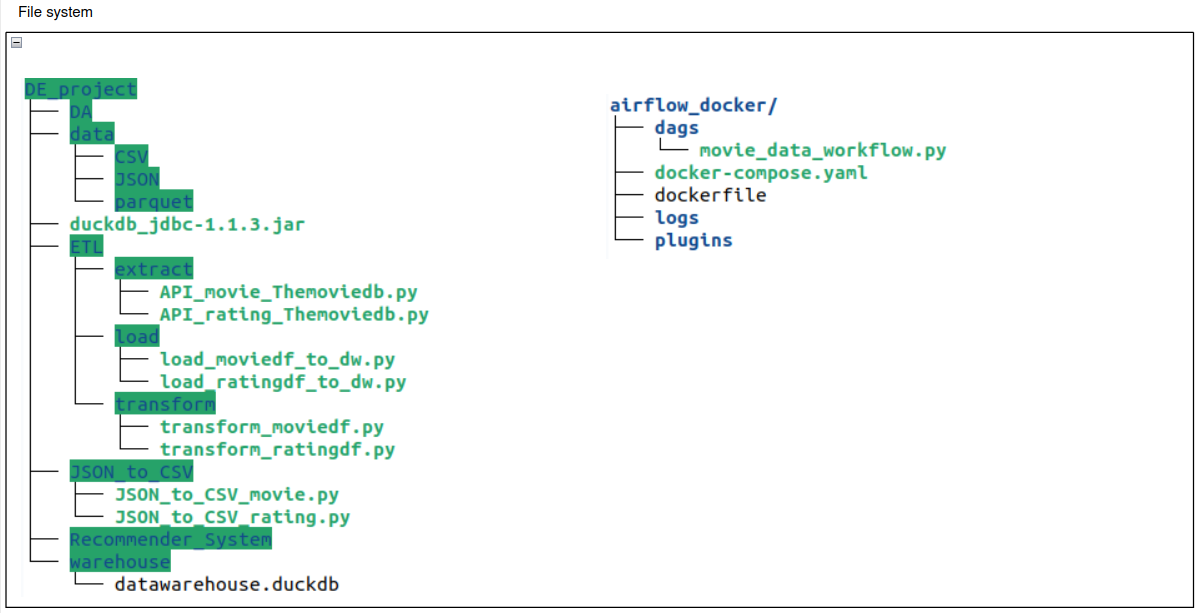 File system
DE_project
DA
data
CSV
JSON
parquet
duckdb_jdbc-1.1.3.jar
ETL
extract
API_movie_Themoviedb.py
API_rating_Themoviedb.py
load
load_moviedf_to_dw.py
load_ratingdf_to_dw.py
transform
transform_moviedf.py
transform_ratingdf.py
JSON_to_CSV
JSON_to_CSV_movie.py
JSON_to_CSV_rating.py
Recommender_System
warehouse
datawarehouse.duckdb
airflow_docker/
dags
movie_data_workflow.py
docker-compose.yaml
dockerfile
logs
plugins